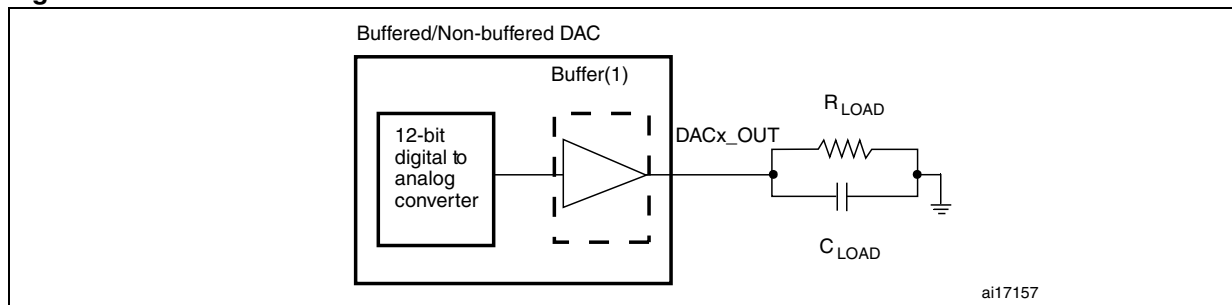 Buffered/Non-buffered DAC
Buffer(1)
12-bit
digital to
analog
converter
DACx_OUT
R LOAD
C LOAD
ai17157